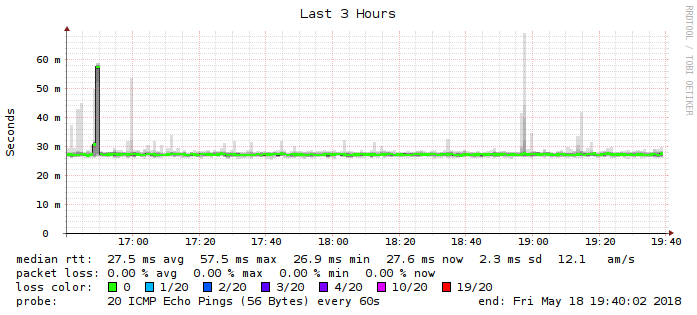 Last 3 Hours
RRDTOOL / TOBI OETIKER
Seconds
60 m
50 m
40 m
30 m
20 m
10 m
0
17:00 17:20 17:40 18:00 18:20 18:40 19:00 19:20 19:40
median rtt: 27.5 ms avg 57.5 ms max 26.9 ms min 27.6 ms now 2.3 ms sd 12.1 am/s
packet loss: 0.00 % avg 0.00 % max 0.00 % min 0.00 % now
loss color: 0 1/20 2/20 3/20 4/20 10/20 19/20
probe: 20 ICMP Echo Pings (56 Bytes) every 60s end: Fri May 18 19:40:02 2018